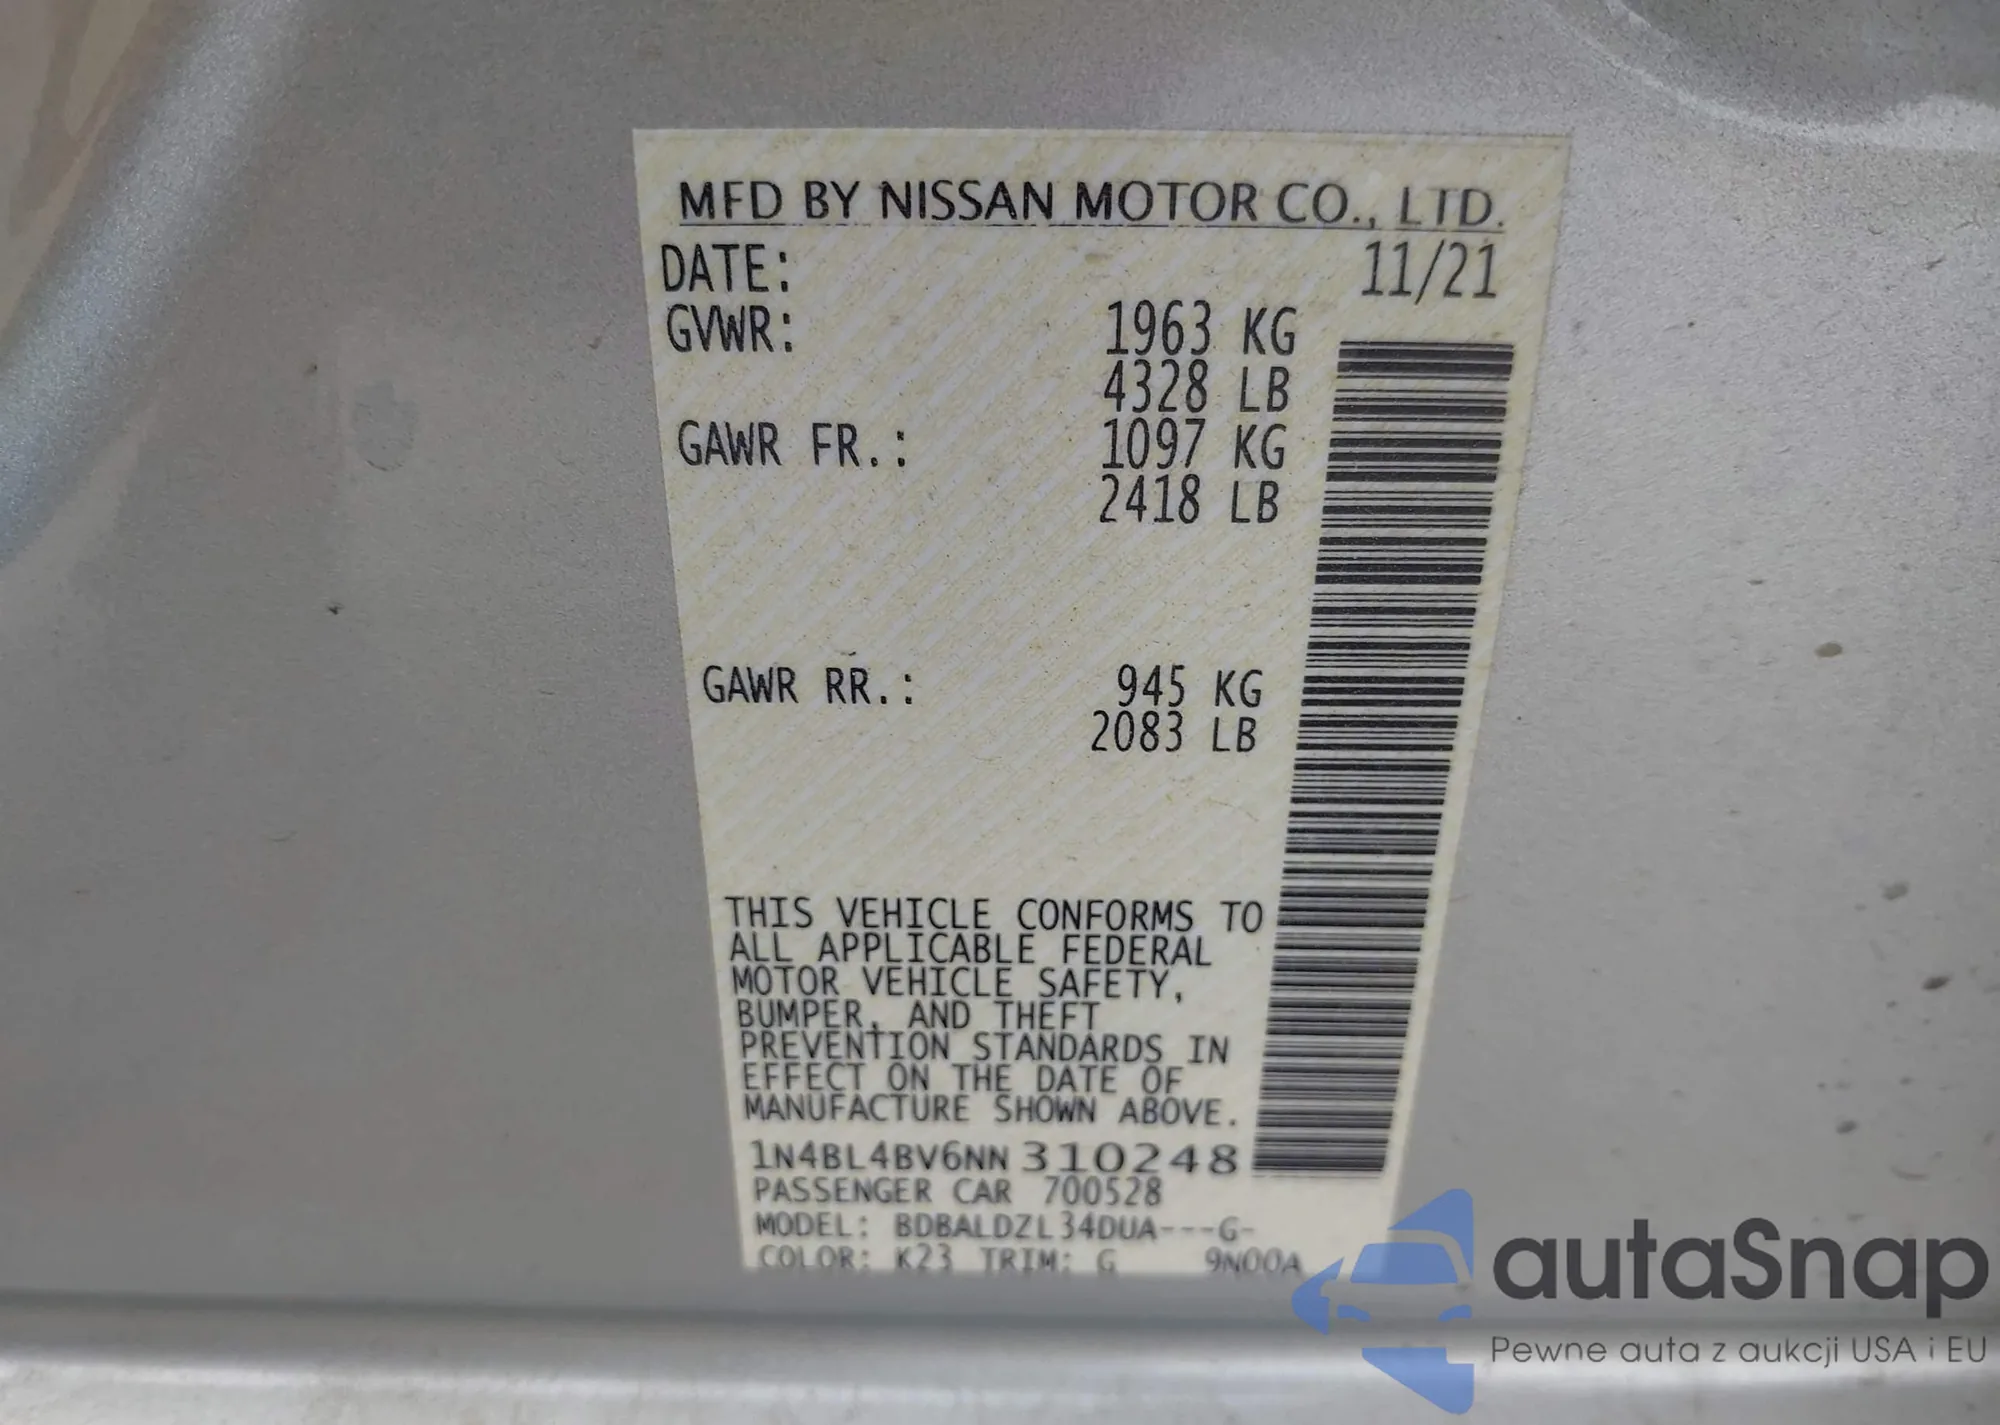 MFD BY NISSAN MOTOR CO., LTD.
DATE: 11/21
GVWR: 1963 KG
4328 LB
GAWR FR.: 1097 KG
2418 LB
GAWR RR.: 945 KG
2083 LB
THIS VEHICLE CONFORMS TO
ALL APPLICABLE FEDERAL
MOTOR VEHICLE SAFETY,
BUMPER, AND THEFT
PREVENTION STANDARDS IN
EFFECT ON THE DATE OF
MANUFACTURE SHOWN ABOVE.
1N4BL4BV6NN310248
PASSENGER CAR 700528
MODEL: BDBALDZL34DUA---G-
COLOR: K23 TRIM: G 9N00A
autaSnap
Pewne auta z aukcji USA i EU